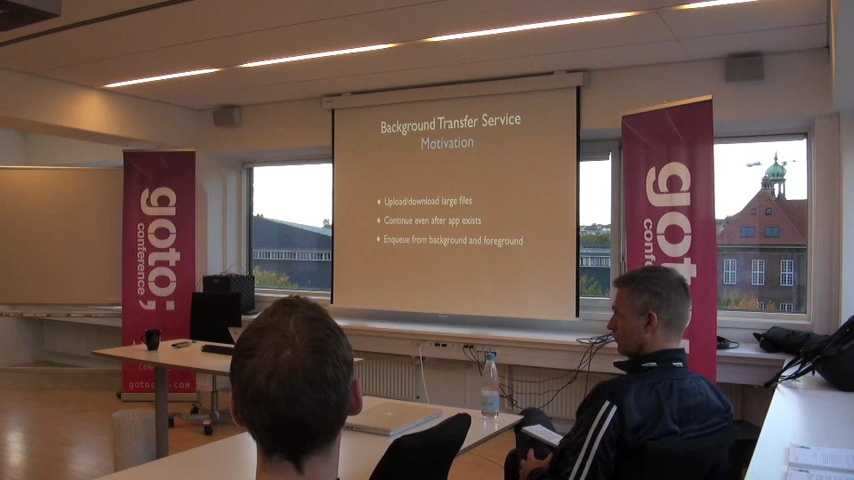 Background Transfer Service
Motivation
• Upload/download large files
• Continue even after app exists
• Enqueue from background and foreground
goto;
conference;
goto
conf